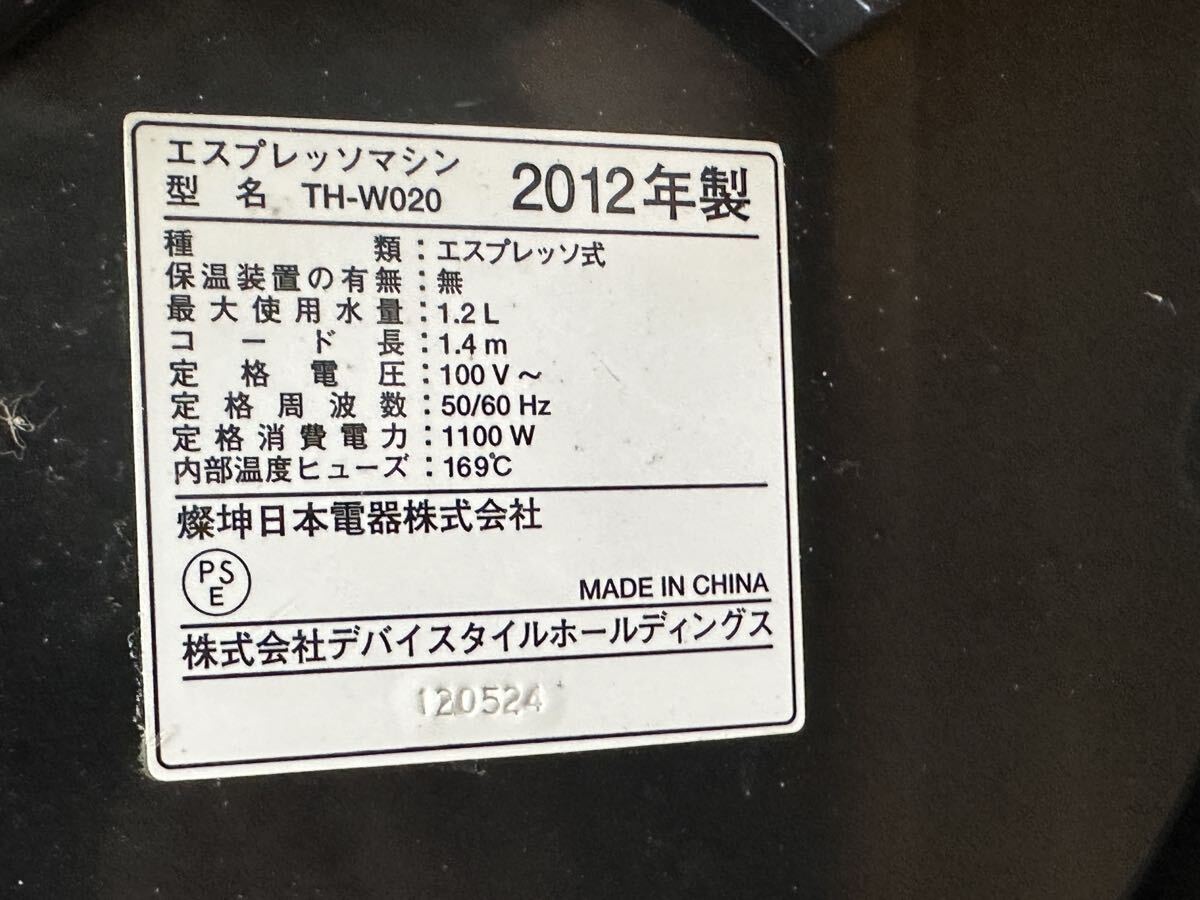 エスプレッソマシン
型名 TH-W020 2012年製
種類：エスプレッソ式
保温装置の有無：無
最大使用水量：1.2 L
コード長：1.4 m
定格電圧：100 V～
定格周波数：50/60 Hz
定格消費電力：1100 W
内部温度ヒューズ：169℃
燦坤日本電器株式会社
PS
E
MADE IN CHINA
株式会社デバイスタイルホールディングス
120524